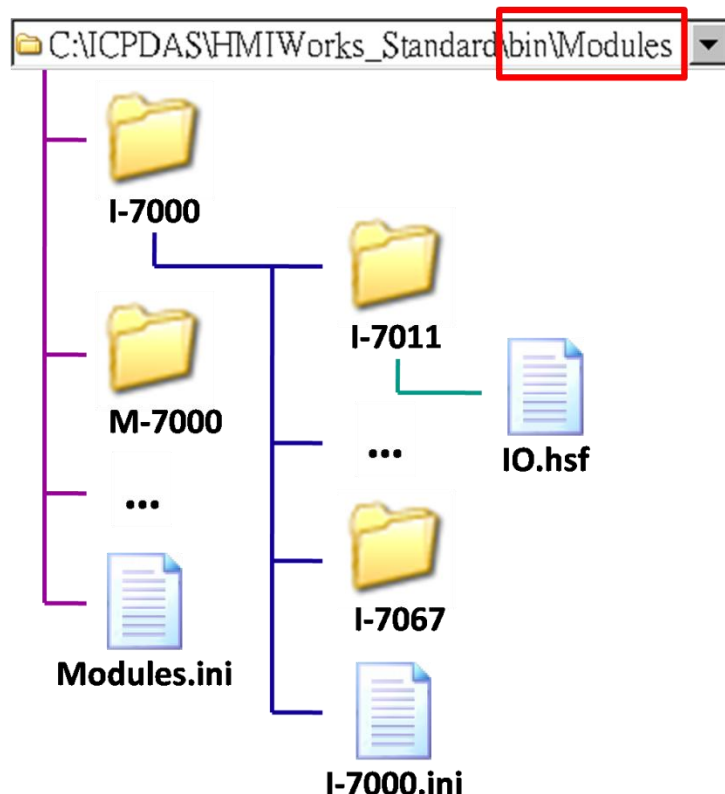 C:\ICPDAS\HMIWorks_Standard\bin\Modules
I-7000
I-7011
M-7000
...
IO.hsf
...
I-7067
Modules.ini
I-7000.ini